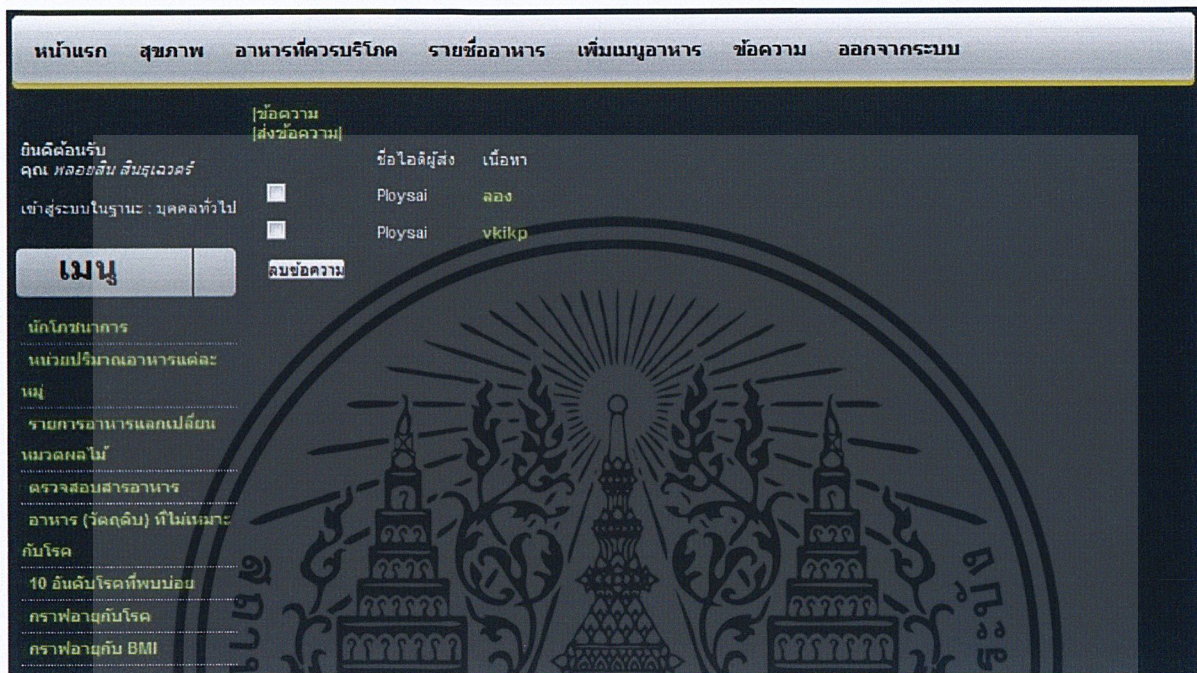 หน้าแรก สุขภาพ อาหารที่ควรบริโภค รายชื่ออาหาร เพิ่มเมนูอาหาร ข้อความ ออกจากระบบ
|ข้อความ
|ส่งข้อความ|
ยินดีต้อนรับ
คุณ พลอยสิน สินธุเฉวตร์
เข้าสู่ระบบในฐานะ : บุคคลทั่วไป
ชื่อไอดีผู้ส่ง เนื้อหา
Ploysai ลอง
Ploysai vkikp
ลบข้อความ
เมนู
นักโภชนาการ
หน่วยปริมาณอาหารแต่ละ
หมู่
รายการอาหารแลกเปลี่ยน
หมวดผลไม้
ตรวจสอบสารอาหาร
อาหาร (วัตถุดิบ) ที่ไม่เหมาะ
กับโรค
10 อันดับโรคที่พบบ่อย
กราฟอายุกับโรค
กราฟอายุกับ BMI